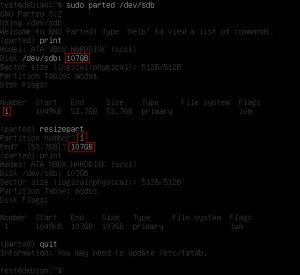 test@debian:~$ sudo parted /dev/sdb
GNU Parted 3.2
Using /dev/sdb
Welcome to GNU Parted! Type 'help' to view a list of commands.
(parted) print
Model: ATA VBOX HARDDISK (scsi)
Disk /dev/sdb: 107GB
Sector size (logical/physical): 512B/512B
Partition Table: msdos
Disk Flags:
Number Start End Size Type File system Flags
1 1049kB 53.7GB 53.7GB primary lvm
(parted) resizepart
Partition number? 1
End? [53.7GB]? 107GB
(parted) print
Model: ATA VBOX HARDDISK (scsi)
Disk /dev/sdb: 107GB
Sector size (logical/physical): 512B/512B
Partition Table: msdos
Disk Flags:
Number Start End Size Type File system Flags
1 1049kB 107GB 107GB primary lvm
(parted) quit
Information: You may need to update /etc/fstab.
test@debian:~$